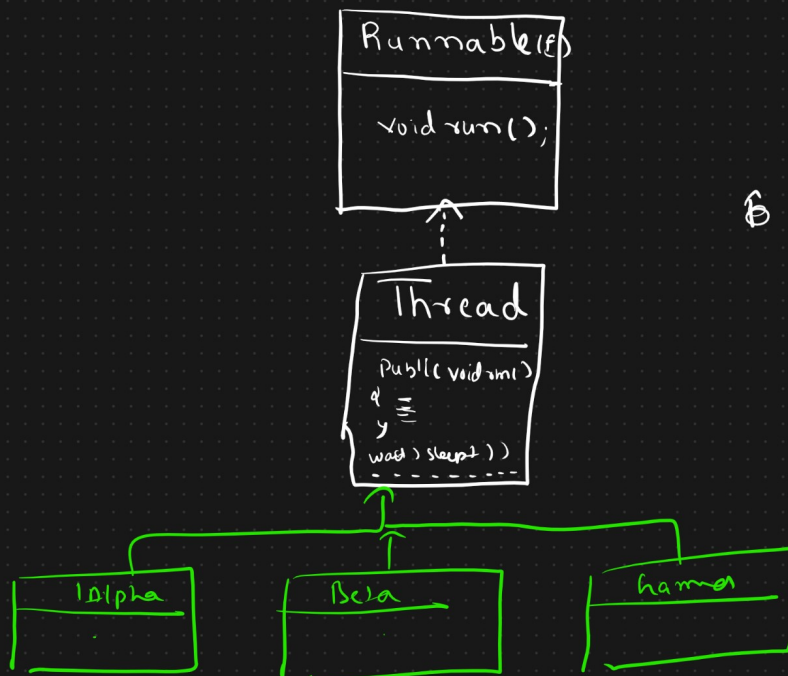 Runnable(I)
void run();
Thread
Public void run()
{
}
wait() sleep())
Alpha
Beta
Gamma